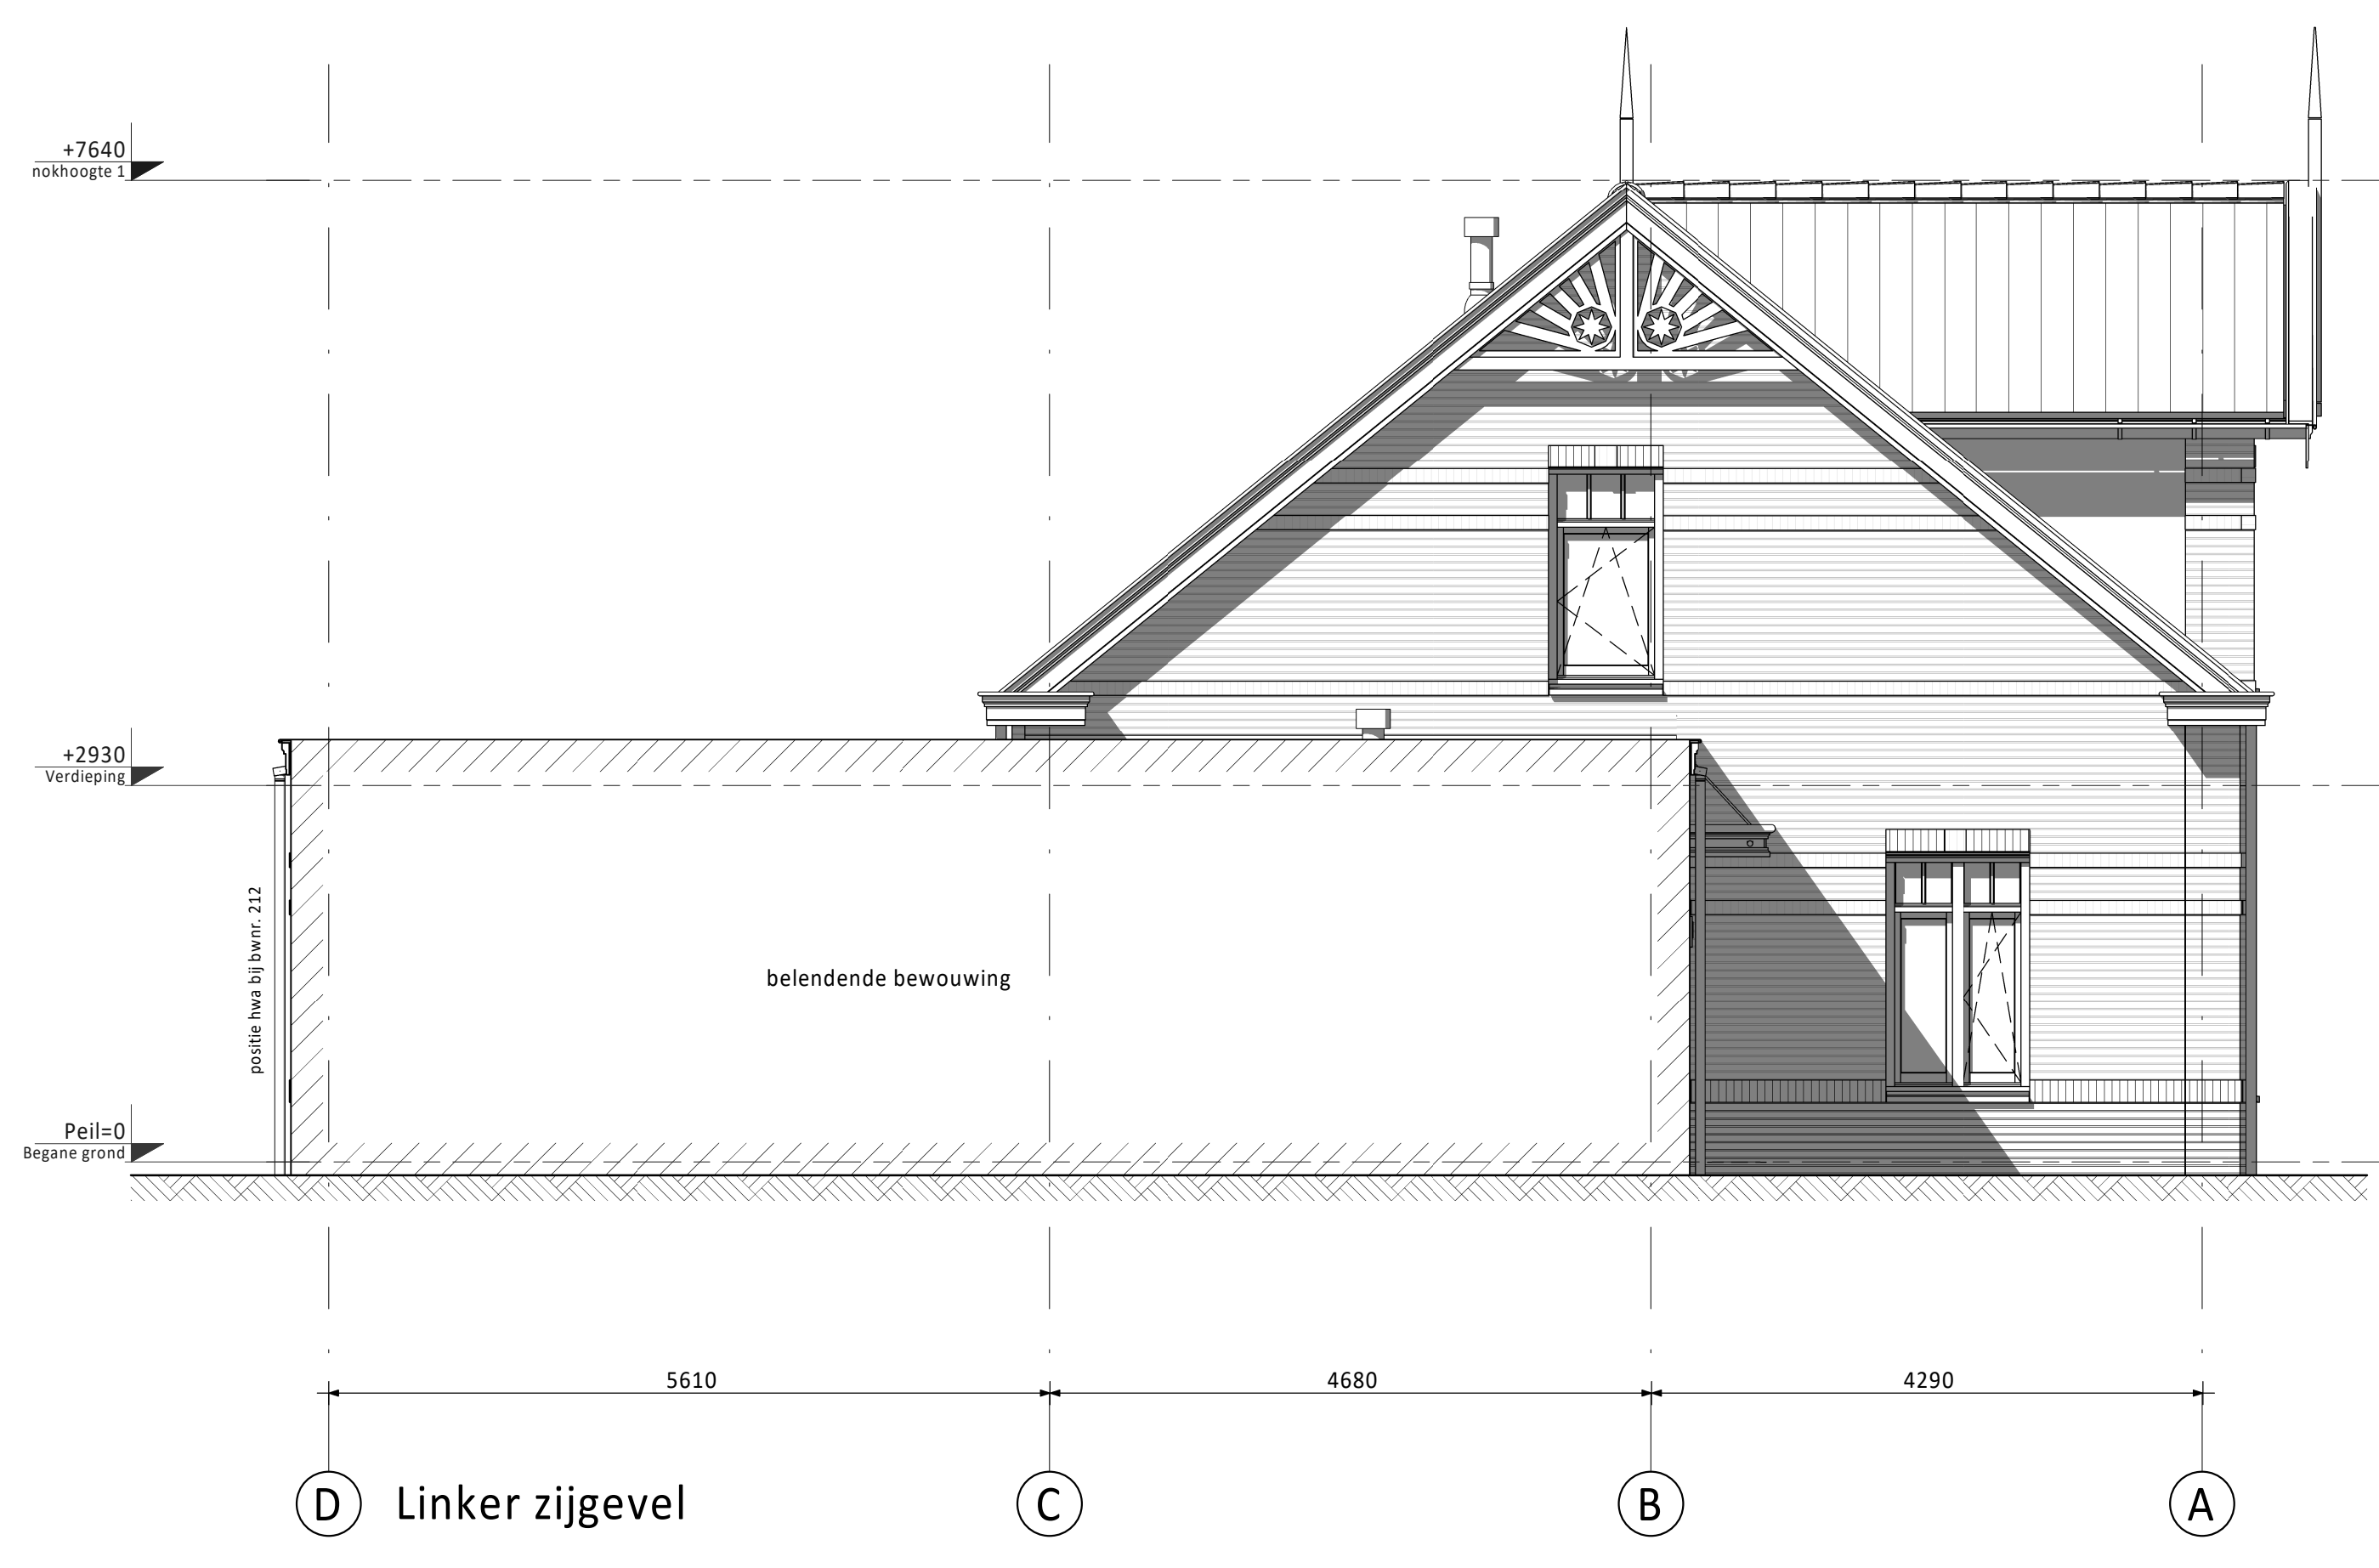 +7640
nokhoogte 1
+2930
Verdieping
positie hwa bij bwnr. 212
belendende bewouwing
Peil=0
Begane grond
5610
4680
4290
D
Linker zijgevel
C
B
A